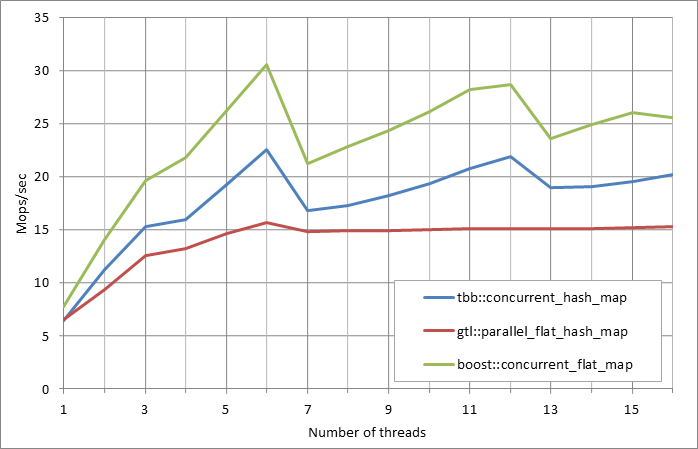 35
30
25
20
15
10
5
0
Mops/sec
tbb::concurrent_hash_map
gtl::parallel_flat_hash_map
boost::concurrent_flat_map
1 3 5 7 9 11 13 15
Number of threads